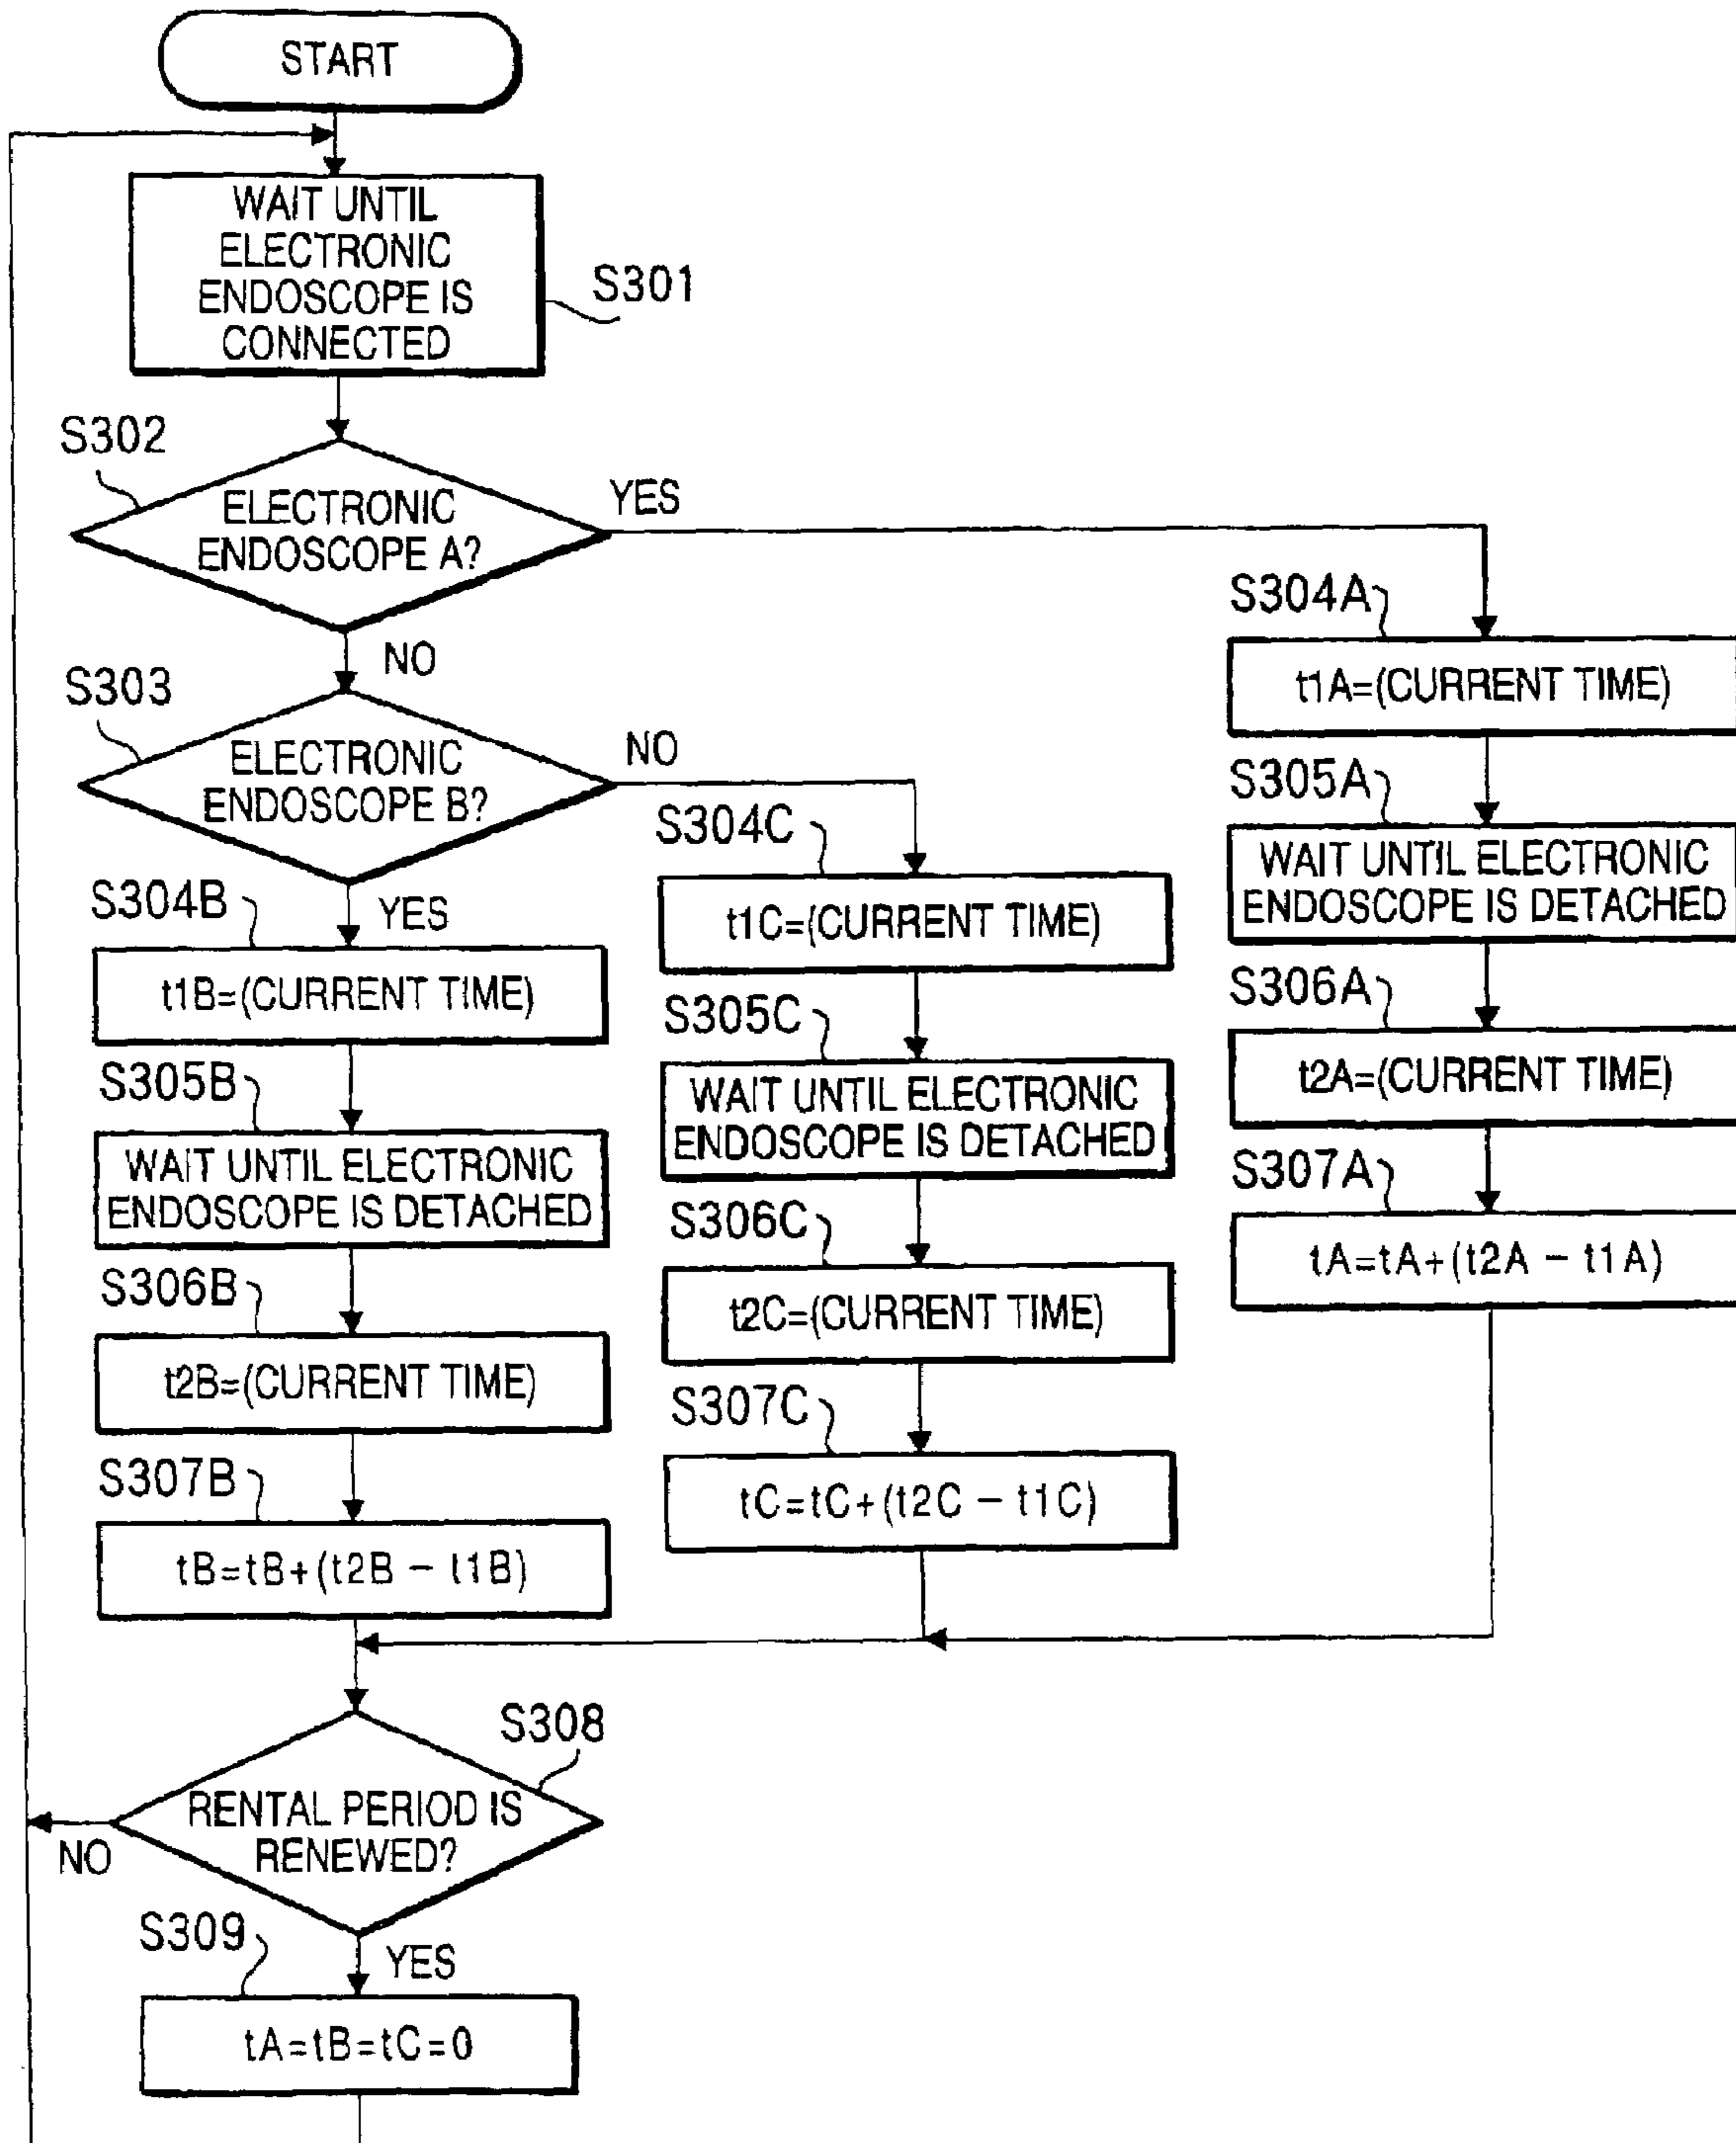 START
WAIT UNTIL
ELECTRONIC
ENDOSCOPE IS
CONNECTED
S301
S302
ELECTRONIC
ENDOSCOPE A?
YES
NO
S303
ELECTRONIC
ENDOSCOPE B?
NO
YES
S304B
t1B=(CURRENT TIME)
S305B
WAIT UNTIL ELECTRONIC
ENDOSCOPE IS DETACHED
S306B
t2B=(CURRENT TIME)
S307B
tB=tB+(t2B - t1B)
S304C
t1C=(CURRENT TIME)
S305C
WAIT UNTIL ELECTRONIC
ENDOSCOPE IS DETACHED
S306C
t2C=(CURRENT TIME)
S307C
tC=tC+(t2C - t1C)
S304A
t1A=(CURRENT TIME)
S305A
WAIT UNTIL ELECTRONIC
ENDOSCOPE IS DETACHED
S306A
t2A=(CURRENT TIME)
S307A
tA=tA+(t2A - t1A)
S308
RENTAL PERIOD IS
RENEWED?
NO
YES
S309
tA=tB=tC=0